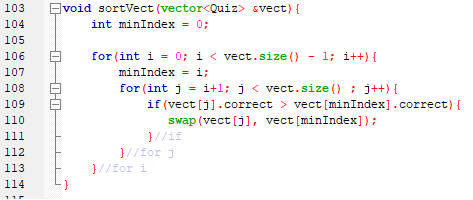 103 void sortVect(vector<Quiz> &vect){
104 int minIndex = 0;
105
106 for(int i = 0; i < vect.size() - 1; i++){
107 minIndex = i;
108 for(int j = i+1; j < vect.size() ; j++){
109 if(vect[j].correct > vect[minIndex].correct){
110 swap(vect[j], vect[minIndex]);
111 }//if
112 }//for j
113 }//for i
114 }